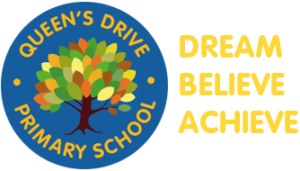 QUEEN'S DRIVE
PRIMARY SCHOOL
DREAM
BELIEVE
ACHIEVE